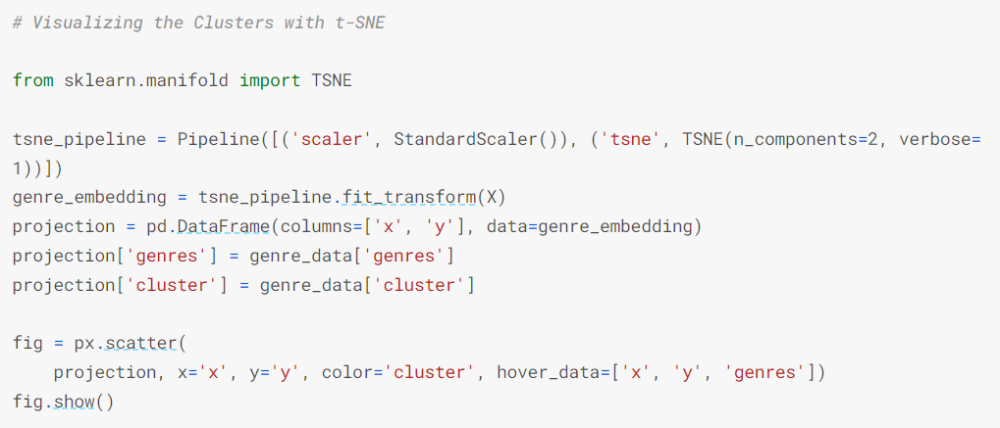 # Visualizing the Clusters with t-SNE
from sklearn.manifold import TSNE
tsne_pipeline = Pipeline([('scaler', StandardScaler()), ('tsne', TSNE(n_components=2, verbose=
1))])
genre_embedding = tsne_pipeline.fit_transform(X)
projection = pd.DataFrame(columns=['x', 'y'], data=genre_embedding)
projection['genres'] = genre_data['genres']
projection['cluster'] = genre_data['cluster']
fig = px.scatter(
    projection, x='x', y='y', color='cluster', hover_data=['x', 'y', 'genres'])
fig.show()